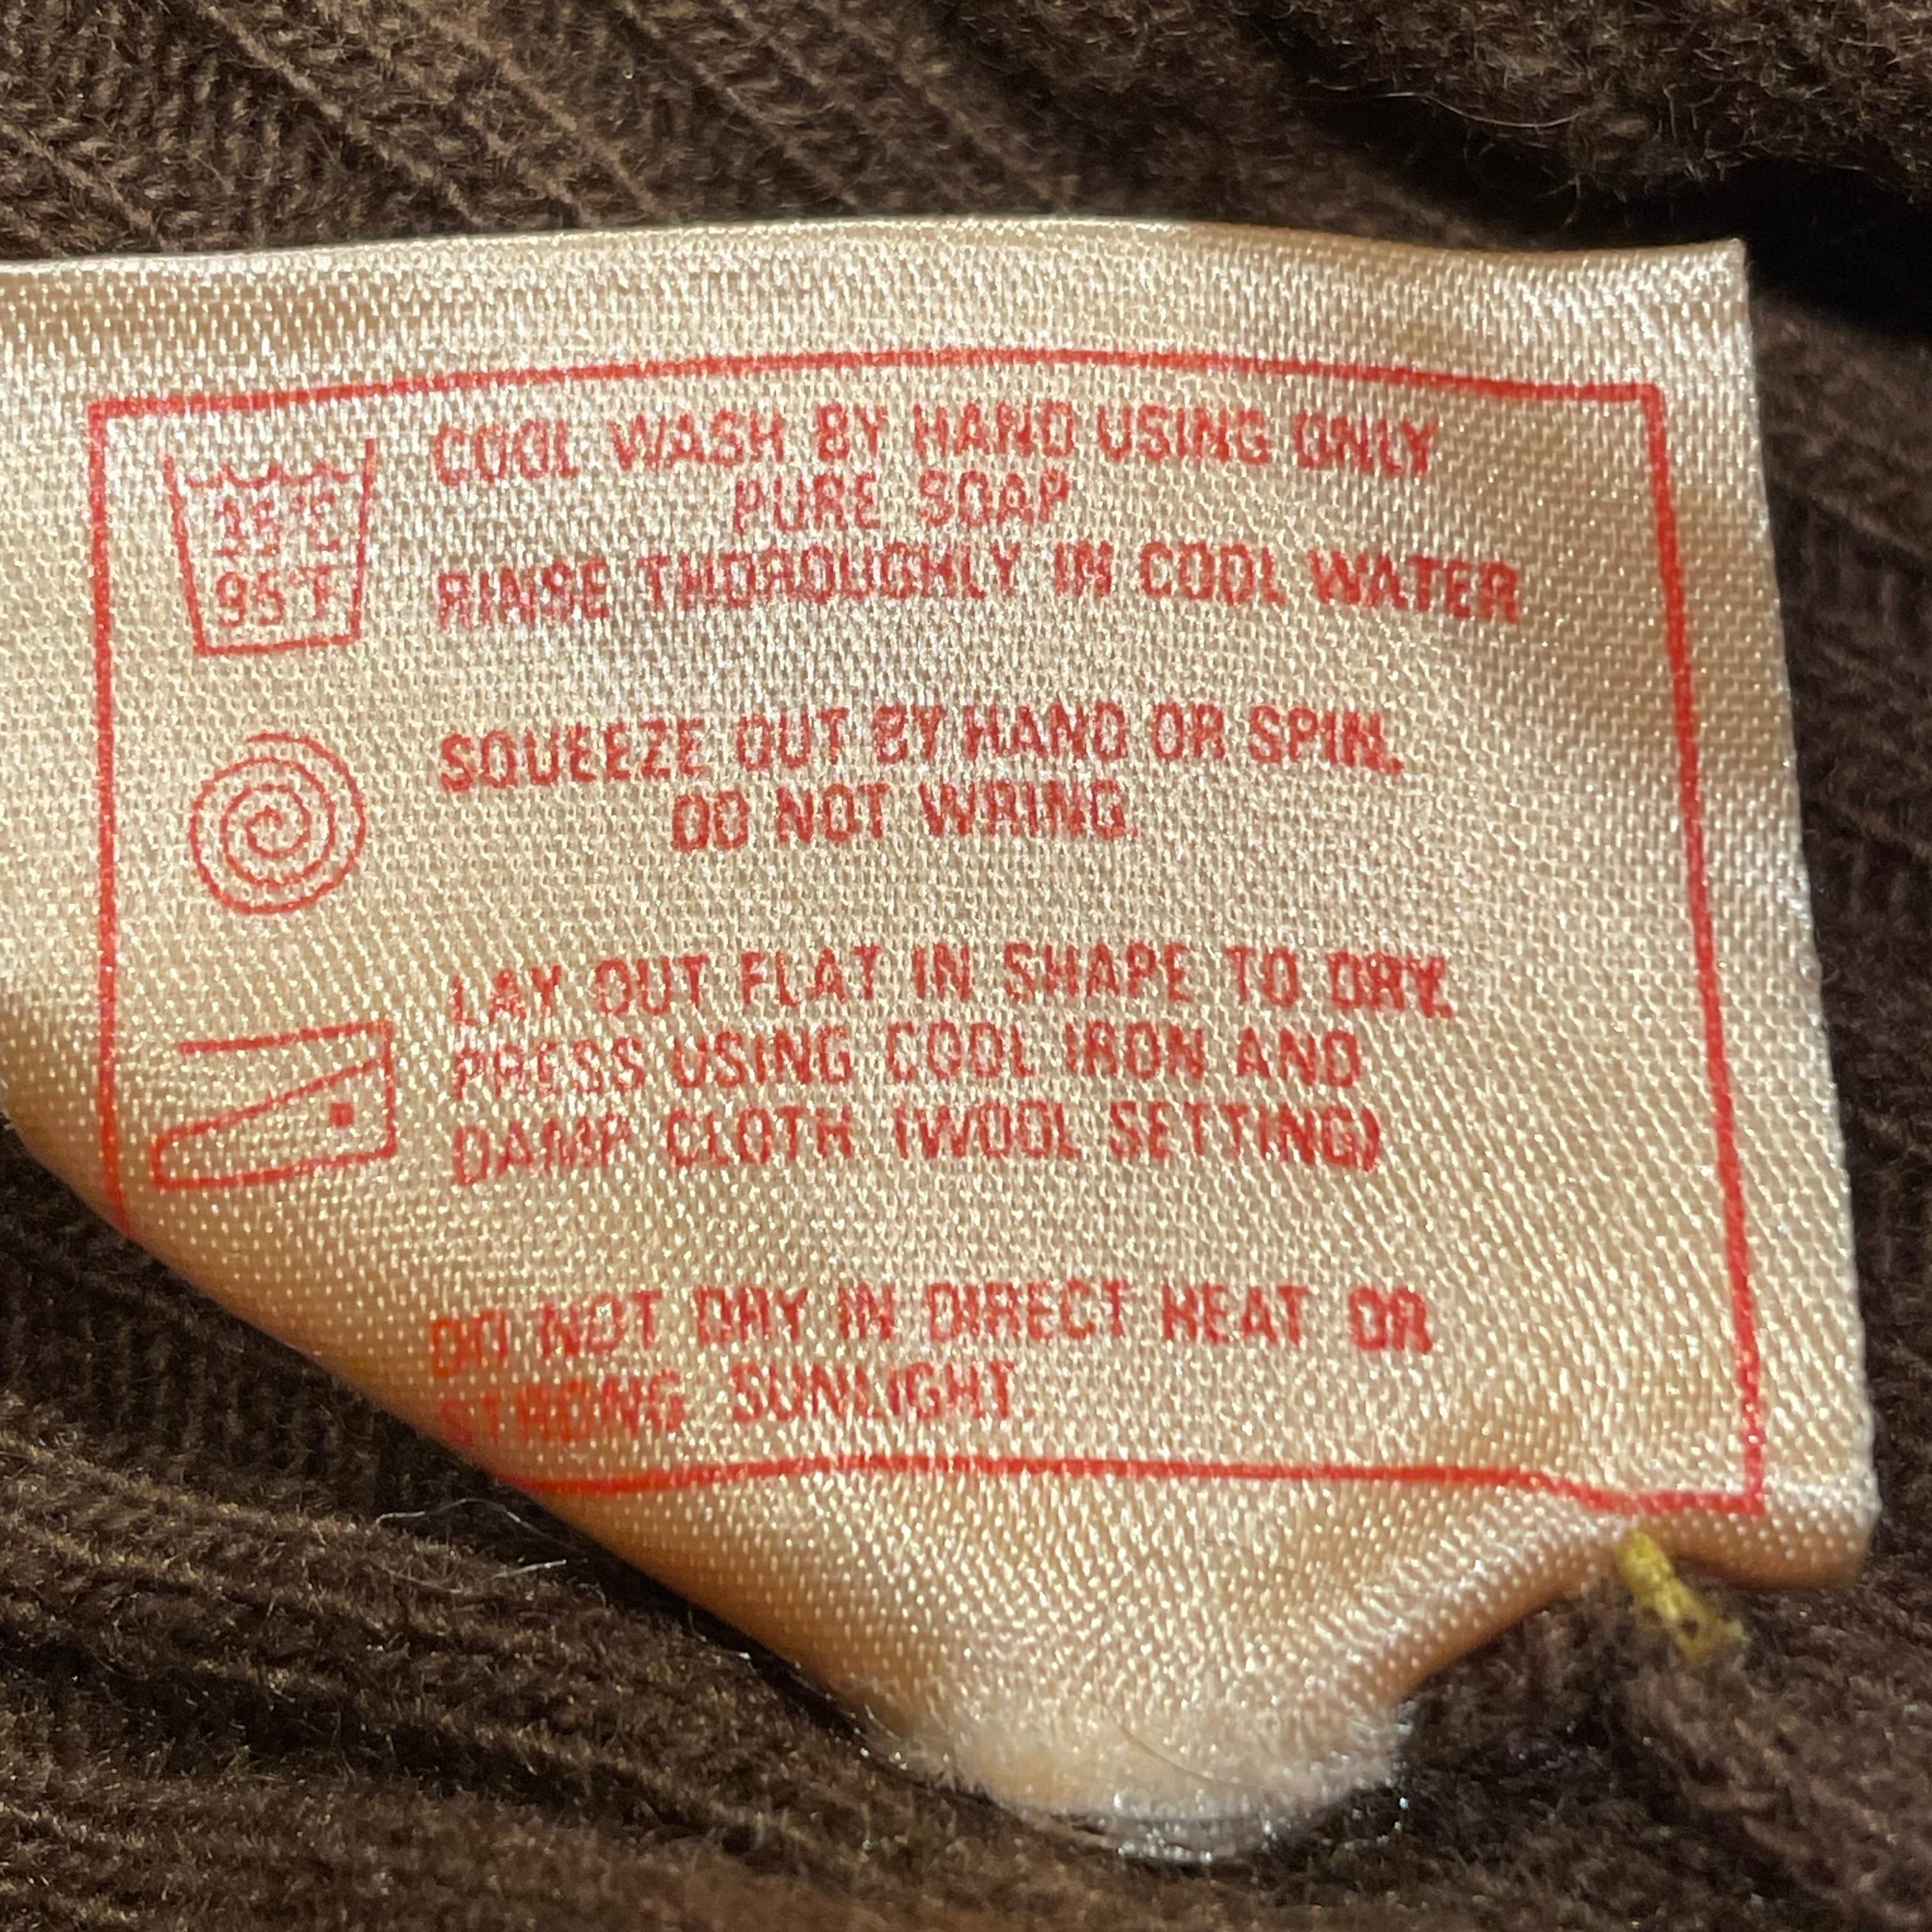 COOL WASH BY HAND USING ONLY
PURE SOAP
RINSE THOROUGHLY IN COOL WATER
35°C
95°F
SQUEEZE OUT BY HAND OR SPIN.
DO NOT WRING.
LAY OUT FLAT IN SHAPE TO DRY.
PRESS USING COOL IRON AND
DAMP CLOTH (WOOL SETTING)
DO NOT DRY IN DIRECT HEAT OR
STRONG SUNLIGHT.